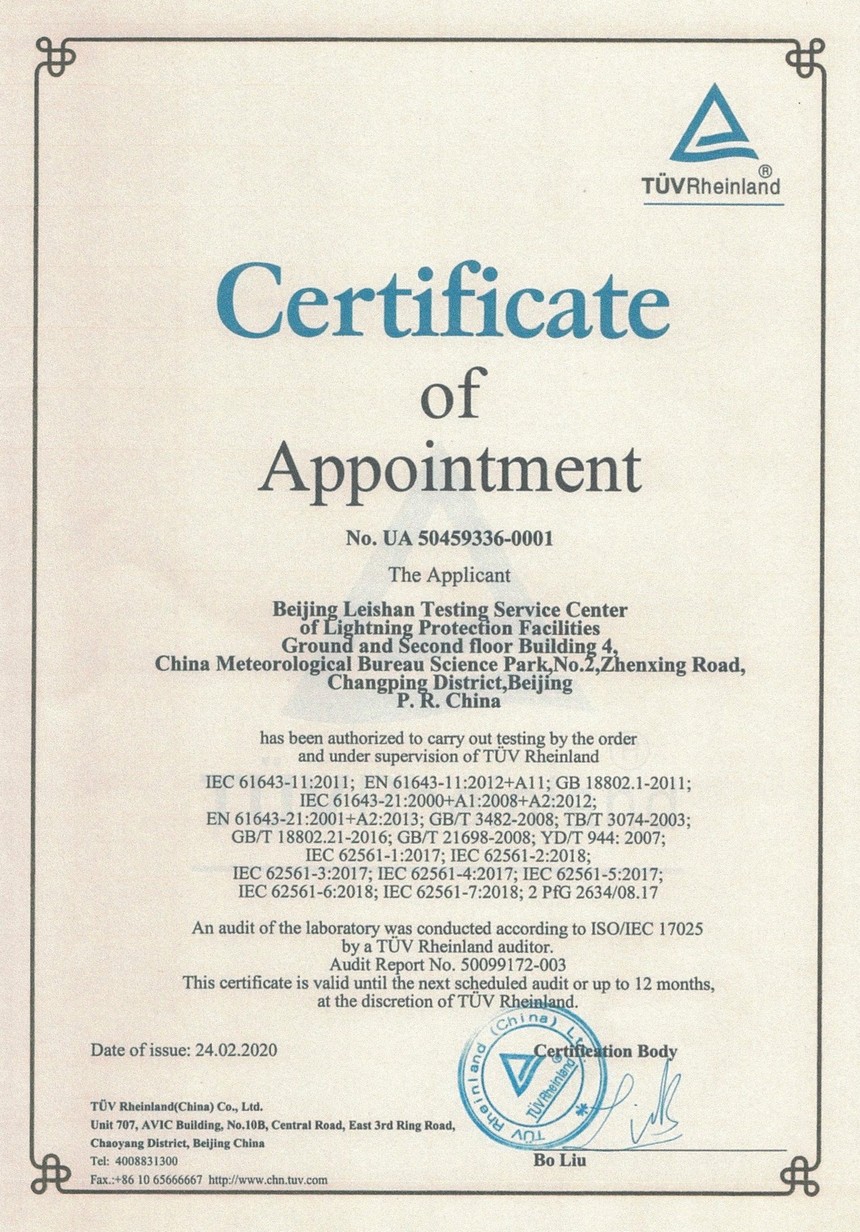 TÜVRheinland®
Certificate
of
Appointment
No. UA 50459336-0001
The Applicant
Beijing Leishan Testing Service Center
of Lightning Protection Facilities
Ground and Second floor Building 4,
China Meteorological Bureau Science Park,No.2,Zhenxing Road,
Changping District,Beijing
P. R. China
has been authorized to carry out testing by the order
and under supervision of TÜV Rheinland
IEC 61643-11:2011; EN 61643-11:2012+A11; GB 18802.1-2011;
IEC 61643-21:2000+A1:2008+A2:2012;
EN 61643-21:2001+A2:2013; GB/T 3482-2008; TB/T 3074-2003;
GB/T 18802.21-2016; GB/T 21698-2008; YD/T 944: 2007;
IEC 62561-1:2017; IEC 62561-2:2018;
IEC 62561-3:2017; IEC 62561-4:2017; IEC 62561-5:2017;
IEC 62561-6:2018; IEC 62561-7:2018; 2 PfG 2634/08.17
An audit of the laboratory was conducted according to ISO/IEC 17025
by a TÜV Rheinland auditor.
Audit Report No. 50099172-003
This certificate is valid until the next scheduled audit or up to 12 months,
at the discretion of TÜV Rheinland.
Date of issue: 24.02.2020
Certification Body
TÜV Rheinland (China) Lt
TÜVRheinland®
TÜV Rheinland(China) Co., Ltd.
Unit 707, AVIC Building, No.10B, Central Road, East 3rd Ring Road,
Chaoyang District, Beijing China
Tel: 4008831300
Fax.:+86 10 65666667 http://www.chn.tuv.com
Bo Liu